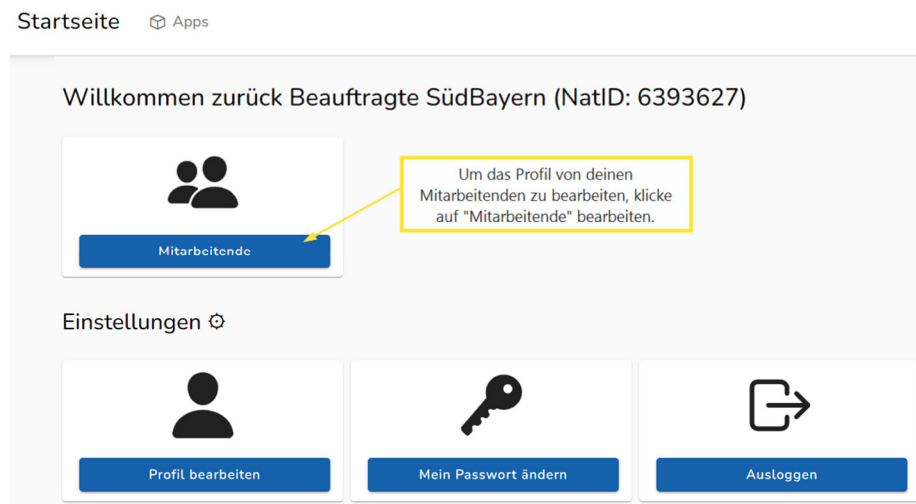 Startseite Apps
Willkommen zurück Beauftragte SüdBayern (NatID: 6393627)
Um das Profil von deinen
Mitarbeitenden zu bearbeiten, klicke
auf "Mitarbeitende" bearbeiten.
Mitarbeitende
Einstellungen
Profil bearbeiten
Mein Passwort ändern
Ausloggen